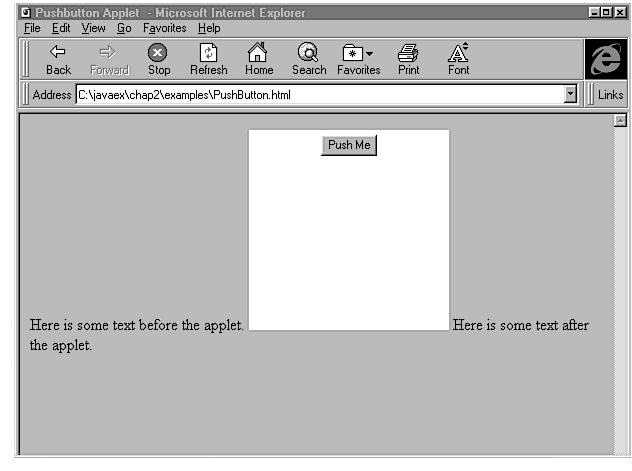 Pushbutton Applet - Microsoft Internet Explorer
File Edit View Go Favorites Help
Back Forward Stop Refresh Home Search Favorites Print Font
Address C:\javaex\chap2\examples\PushButton.html Links
Push Me
Here is some text before the applet. Here is some text after
the applet.